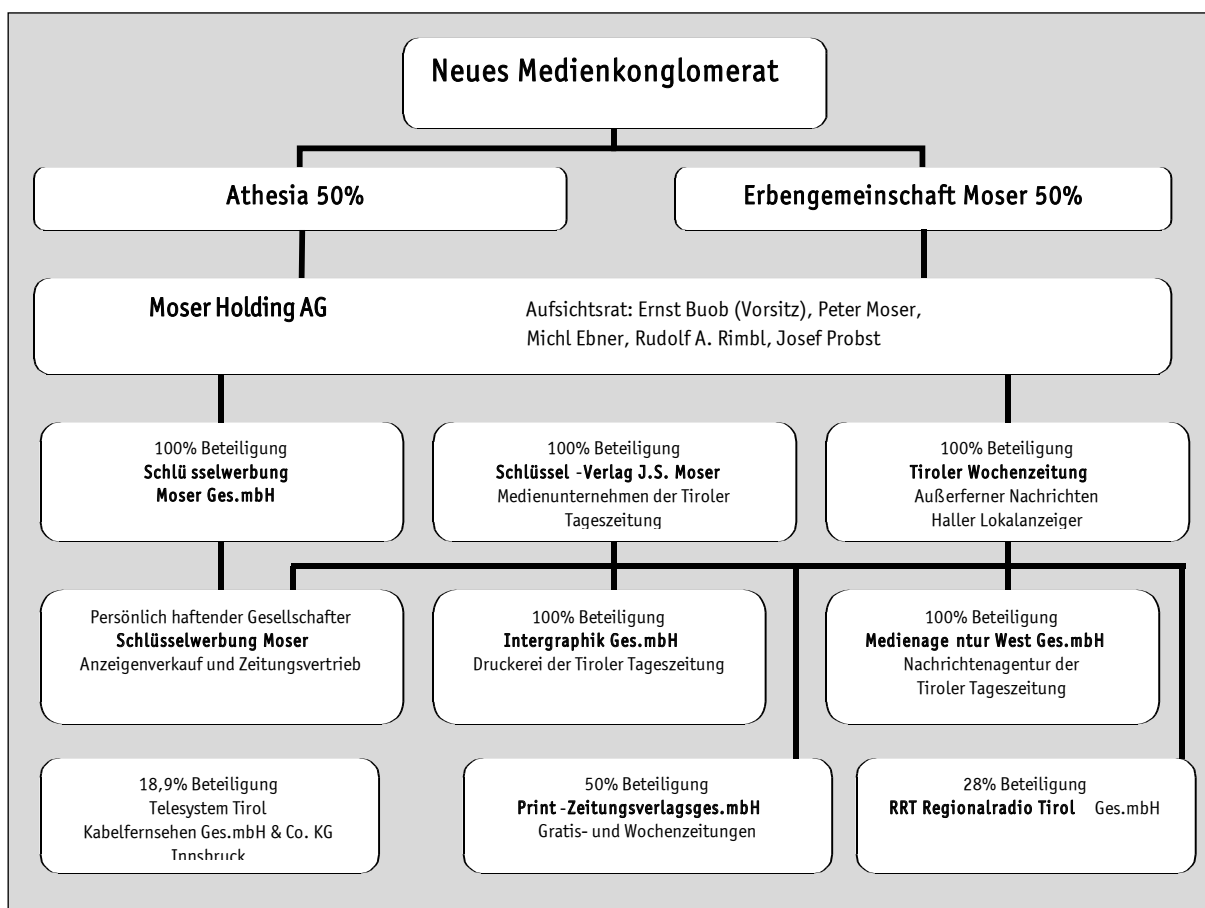 Neues Medienkonglomerat
Athesia 50%
Erbengemeinschaft Moser 50%
Moser Holding AG
Aufsichtsrat: Ernst Buob (Vorsitz), Peter Moser,
Michl Ebner, Rudolf A. Rimbl, Josef Probst
100% Beteiligung
Schlü sselwerbung
Moser Ges.mbH
100% Beteiligung
Schlüssel -Verlag J.S. Moser
Medienunternehmen der Tiroler
Tageszeitung
100% Beteiligung
Tiroler Wochenzeitung
Außerferner Nachrichten
Haller Lokalanzeiger
Persönlich haftender Gesellschafter
Schlüsselwerbung Moser
Anzeigenverkauf und Zeitungsvertrieb
100% Beteiligung
Intergraphik Ges.mbH
Druckerei der Tiroler Tageszeitung
100% Beteiligung
Medienage ntur West Ges.mbH
Nachrichtenagentur der
Tiroler Tageszeitung
18,9% Beteiligung
Telesystem Tirol
Kabelfernsehen Ges.mbH & Co. KG
Innsbruck
50% Beteiligung
Print -Zeitungsverlagsges.mbH
Gratis- und Wochenzeitungen
28% Beteiligung
RRT Regionalradio Tirol Ges.mbH